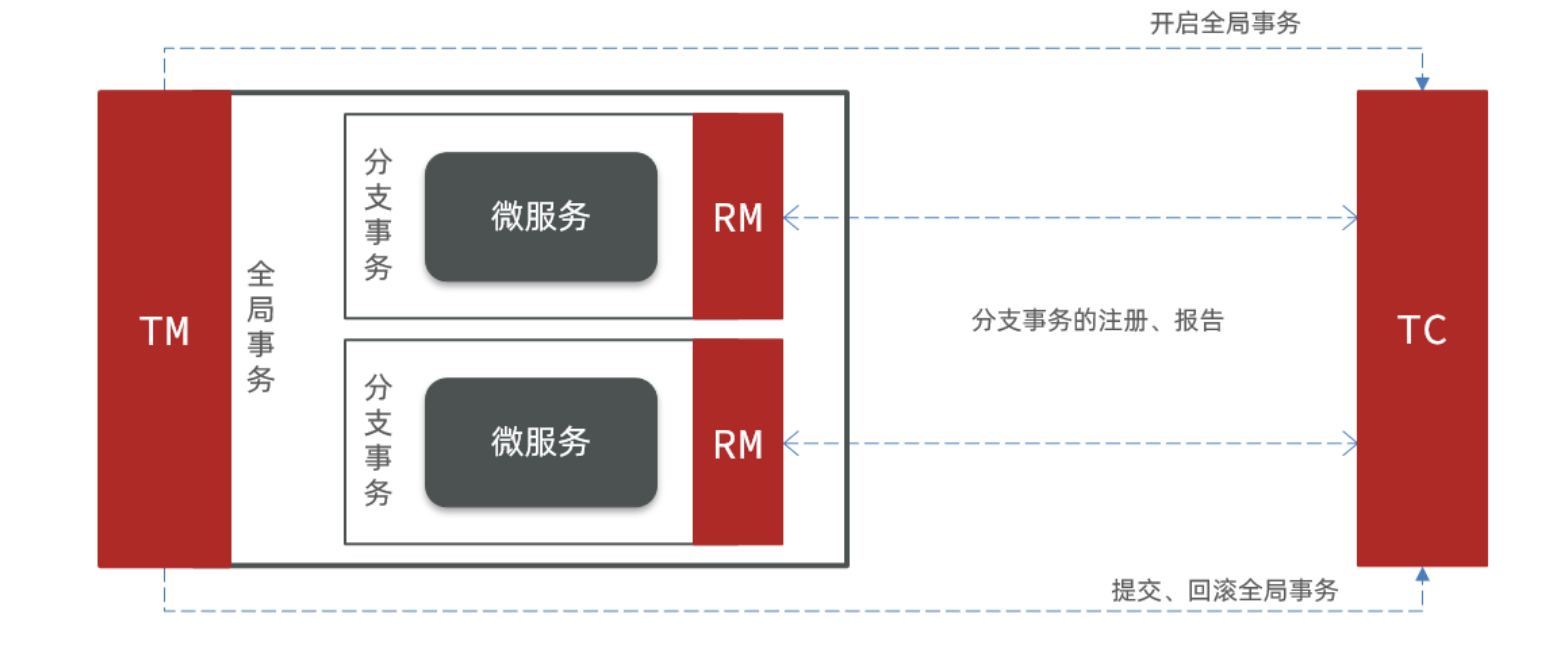 开启全局事务
TM
全局事务
分支事务
微服务
RM
分支事务的注册、报告
TC
分支事务
微服务
RM
提交、回滚全局事务